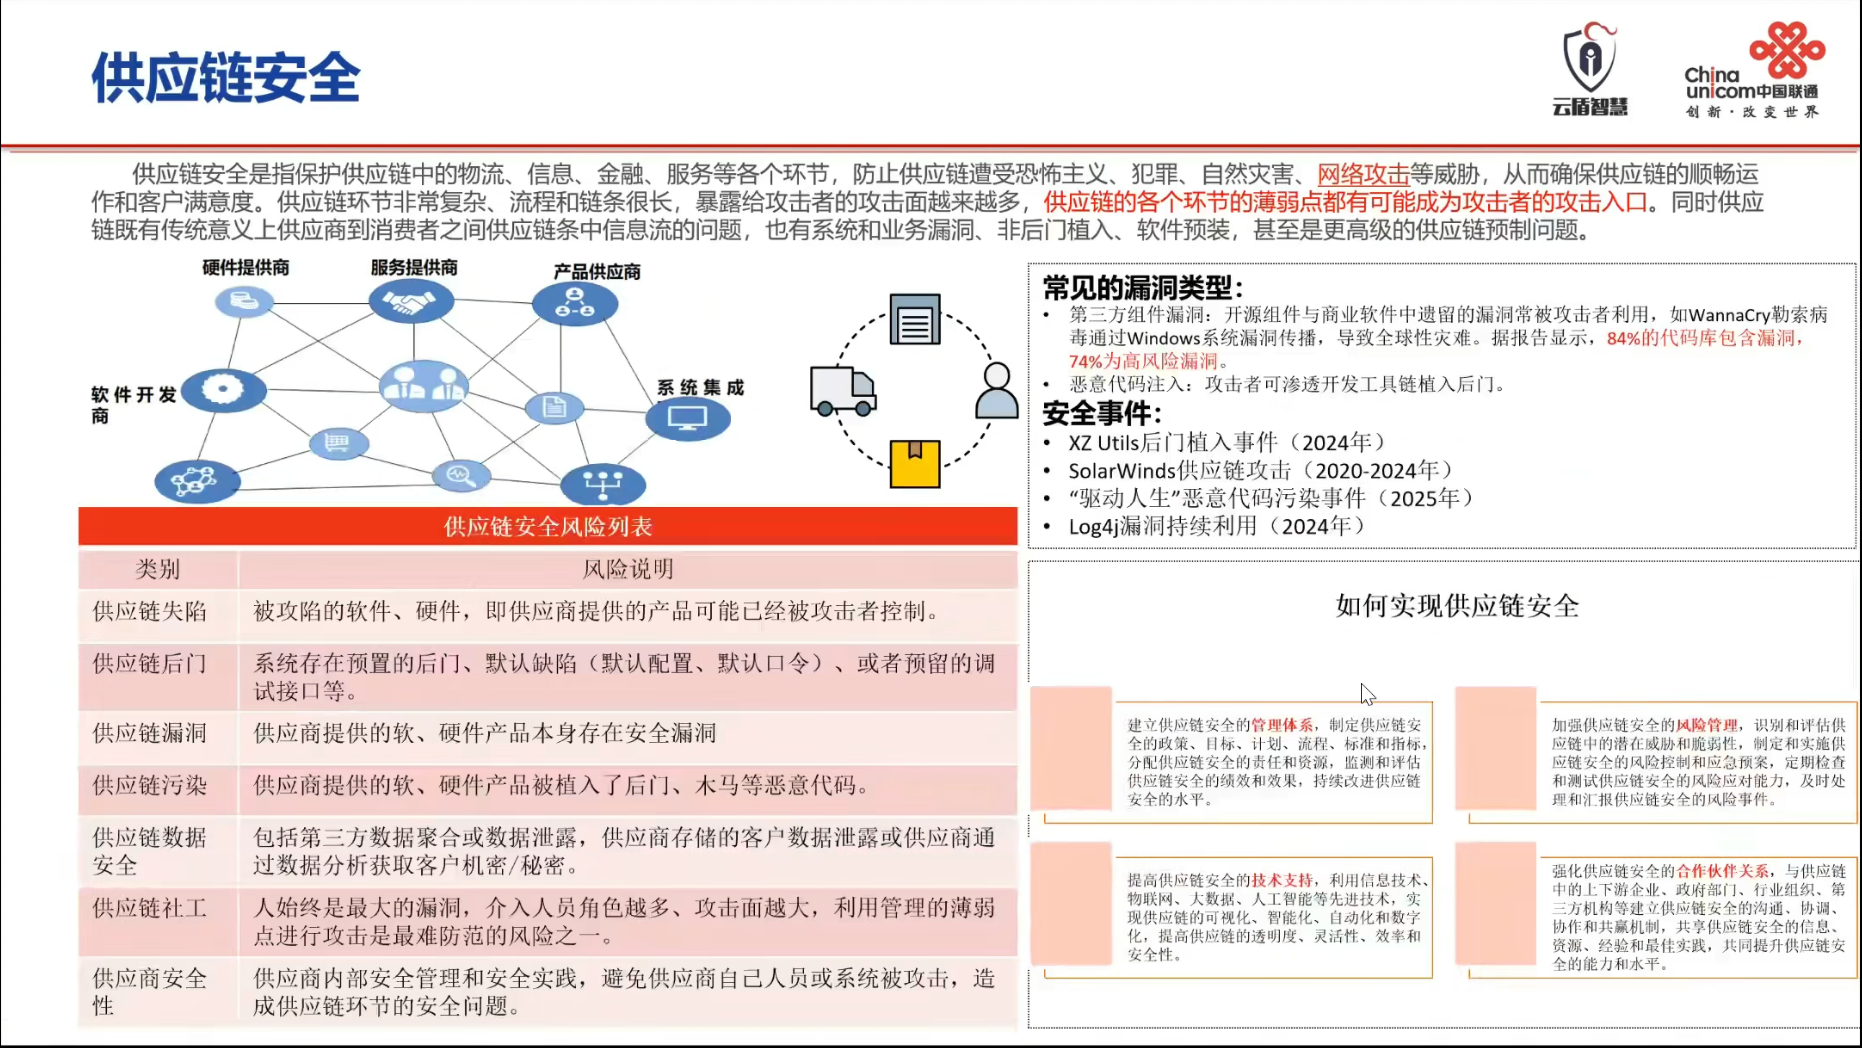 供应链安全
云盾智慧
China
unicom中国联通
创新·改变世界
供应链安全是指保护供应链中的物流、信息、金融、服务等各个环节，防止供应链遭受恐怖主义、犯罪、自然灾害、网络攻击等威胁，从而确保供应链的顺畅运
作和客户满意度。供应链环节非常复杂、流程和链条很长，暴露给攻击者的攻击面越来越多，供应链的各个环节的薄弱点都有可能成为攻击者的攻击入口。同时供应
链既有传统意义上供应商到消费者之间供应链条中信息流的问题，也有系统和业务漏洞、非后门植入、软件预装，甚至是更高级的供应链预制问题。
硬件提供商
服务提供商
产品供应商
软件开发
商
系统集成
供应链安全风险列表
类别 风险说明
供应链失陷 被攻陷的软件、硬件，即供应商提供的产品可能已经被攻击者控制。
供应链后门 系统存在预置的后门、默认缺陷（默认配置、默认口令）、或者预留的调
试接口等。
供应链漏洞 供应商提供的软、硬件产品本身存在安全漏洞
供应链污染 供应商提供的软、硬件产品被植入了后门、木马等恶意代码。
供应链数据 包括第三方数据聚合或数据泄露，供应商存储的客户数据泄露或供应商通
安全 过数据分析获取客户机密/秘密。
供应链社工 人始终是最大的漏洞，介入人员角色越多、攻击面越大，利用管理的薄弱
点进行攻击是最难防范的风险之一。
供应商安全 供应商内部安全管理和安全实践，避免供应商自己人员或系统被攻击，造
性 成供应链环节的安全问题。
常见的漏洞类型：
• 第三方组件漏洞：开源组件与商业软件中遗留的漏洞常被攻击者利用，如WannaCry勒索病
毒通过Windows系统漏洞传播，导致全球性灾难。据报告显示，84%的代码库包含漏洞，
74%为高风险漏洞。
• 恶意代码注入：攻击者可渗透开发工具链植入后门。
安全事件：
• XZ Utils后门植入事件（2024年）
• SolarWinds供应链攻击（2020-2024年）
• “驱动人生”恶意代码污染事件（2025年）
• Log4j漏洞持续利用（2024年）
如何实现供应链安全
建立供应链安全的管理体系，制定供应链安
全的政策、目标、计划、流程、标准和指标，
分配供应链安全的责任和资源，监测和评估
供应链安全的绩效和效果，持续改进供应链
安全的水平。
加强供应链安全的风险管理，识别和评估供
应链中的潜在威胁和脆弱性，制定和实施供
应链安全的风险控制和应急预案，定期检查
和测试供应链安全的风险应对能力，及时处
理和汇报供应链安全的风险事件。
提高供应链安全的技术支持，利用信息技术、
物联网、大数据、人工智能等先进技术，实
现供应链的可视化、智能化、自动化和数字
化，提高供应链的透明度、灵活性、效率和
安全性。
强化供应链安全的合作伙伴关系，与供应链
中的上下游企业、政府部门、行业组织、第
三方机构等建立供应链安全的沟通、协调、
协作和共赢机制，共享供应链安全的信息、
资源、经验和最佳实践，共同提升供应链安
全的能力和水平。